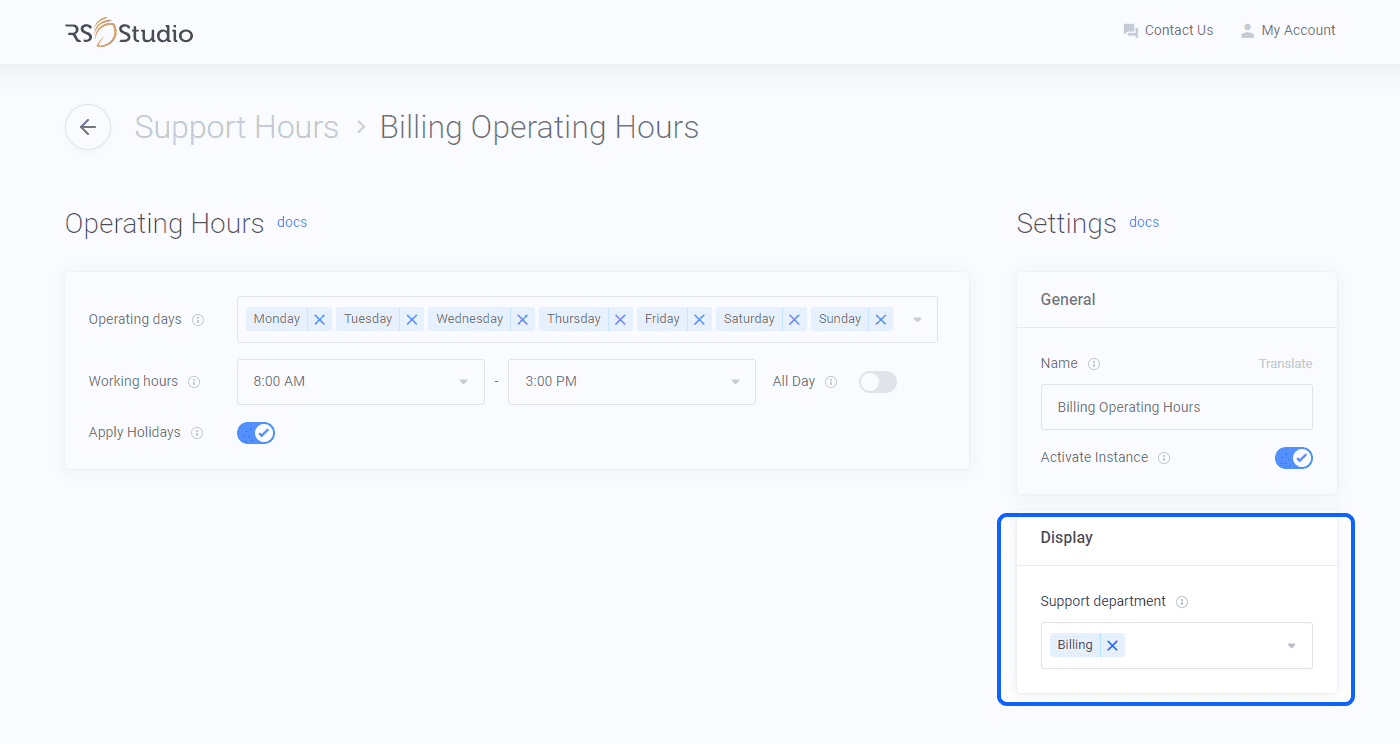 RS Studio
Contact Us
My Account
Support Hours > Billing Operating Hours
Operating Hours docs
Operating days
Monday Tuesday Wednesday Thursday Friday Saturday Sunday
Working hours
8:00 AM - 3:00 PM
All Day
Apply Holidays
Settings docs
General
Name
Translate
Billing Operating Hours
Activate Instance
Display
Support department
Billing